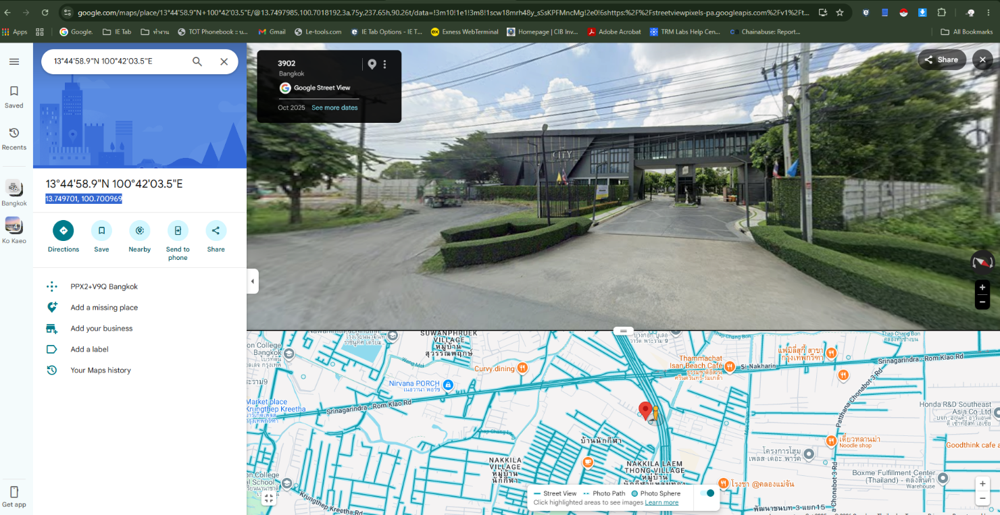 google.com/maps/place/13°44'58.9"N+100°42'03.5"E/@13.7497985,100.7018192,3a,75y,237.65h,90.26t/data=!3m10!1e1!3m8!1scw18mrh48y_sSsKPFMncMg!2e0!6shttps:%2F%2Fstreetviewpixels-pa.googleapis.com%2Fv1%2Ft...
Apps
Google.
IE Tab
ทำงาน
TOT Phonebook :: บ...
Gmail
Le-tools.com
IE Tab Options - IE T...
Exness WebTerminal
Homepage | CIB Inv...
Adobe Acrobat
TRM Labs Help Cen...
Chainabuse: Report...
All Bookmarks
13°44'58.9"N 100°42'03.5"E
Saved
Recents
Bangkok
Ko Kaeo
Get app
13°44'58.9"N 100°42'03.5"E
13.749701, 100.700969
Directions
Save
Nearby
Send to
phone
Share
PPX2+V9Q Bangkok
Add a missing place
Add your business
Add a label
Your Maps history
3902
Bangkok
Google Street View
Oct 2025 See more dates
Share
CITY
SUWANPHRUEK
VILLAGE
หมู่บ้าน
สุวรรณพฤกษ์
on College
Bangkok
Wang Mai
Curvy.dining
Nirvana PORCH
เนอวานา พอร์ช
Market place
Krungthep Kreetha
Srinagarindra - Rom Klao Rd
Thap Chang Bon
Thammachat
Isan Beach Cafe
Si Nakharin
แฟมิลี่สุกี้ สาขา
กรุงเทพกรีฑา
Srinagarindra - Rom Klao Rd
Patthana Chonabot 3 Rd
Honda R&D Southeast
Asia Co.,Ltd
บ้านนักกีฬา
NAKKILA
VILLAGE
หมู่บ้าน
นักกีฬา
NAKKILA LAEM
THONG VILLAGE
หมู่บ้าน
เตี๋ยวหลานม่า
Noodle shop
Goodthink cafe
โครงการโฮม
เพลส เดอะ พาร์ค
Boxme Fulfillment Center
(Thailand) - คลังสินค้า
Warehouse
โรงชา @คลองแม่จัน
พัฒนาชนบท 3 แยก15
Krungthep Kreetha Rd
Street View
Photo Path
Photo Sphere
Click highlighted areas to see images Learn more